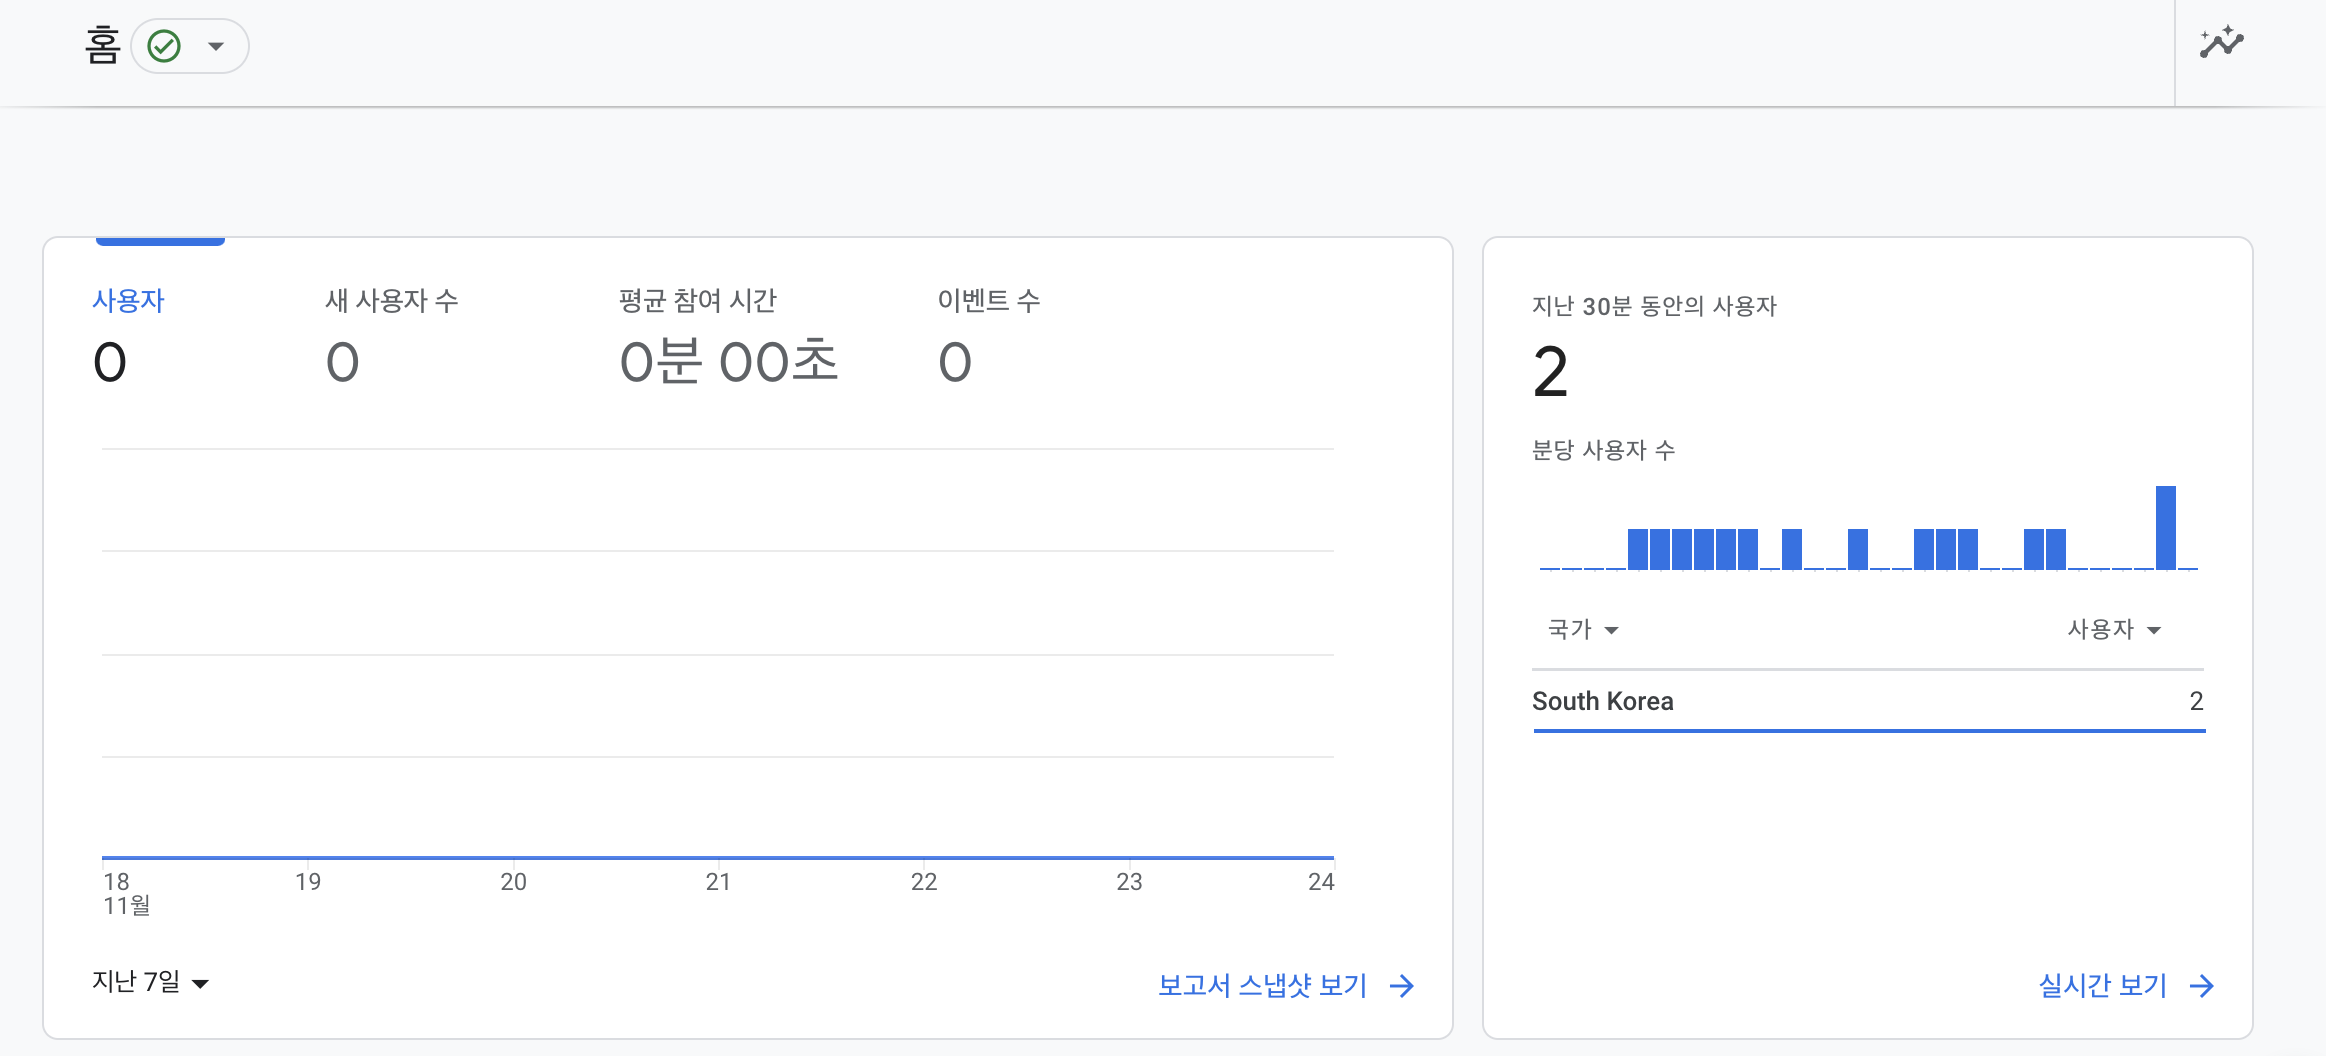 홈
사용자
0
새 사용자 수
0
평균 참여 시간
0분 00초
이벤트 수
0
18 19 20 21 22 23 24
11월
지난 7일
보고서 스냅샷 보기
지난 30분 동안의 사용자
2
분당 사용자 수
국가 사용자
South Korea 2
실시간 보기